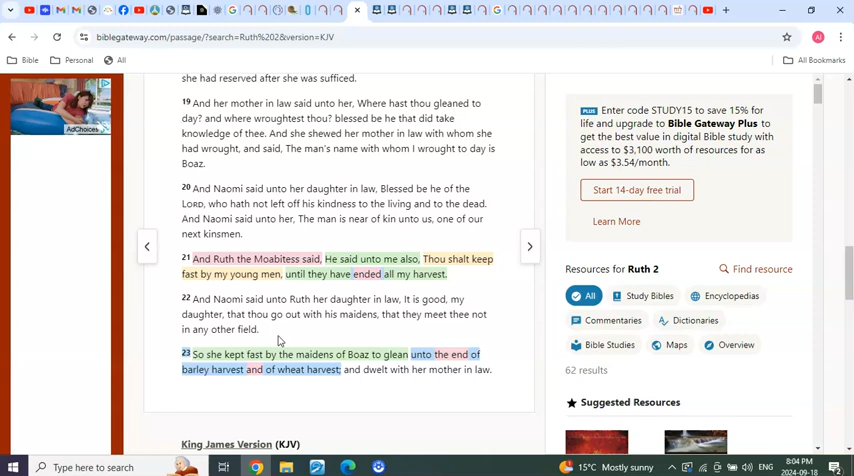 biblegateway.com/passage/?search=Ruth%202&version=KJV
Bible
Personal
All
All Bookmarks
AdChoices
she had reserved after she was sufficed.
19 And her mother in law said unto her, Where hast thou gleaned to
day? and where wroughtest thou? blessed be he that did take
knowledge of thee. And she shewed her mother in law with whom she
had wrought, and said, The man's name with whom I wrought to day is
Boaz.
20 And Naomi said unto her daughter in law, Blessed be he of the
LORD, who hath not left off his kindness to the living and to the dead.
And Naomi said unto her, The man is near of kin unto us, one of our
next kinsmen.
21 And Ruth the Moabitess said, He said unto me also, Thou shalt keep
fast by my young men, until they have ended all my harvest.
22 And Naomi said unto Ruth her daughter in law, It is good, my
daughter, that thou go out with his maidens, that they meet thee not
in any other field.
23 So she kept fast by the maidens of Boaz to glean unto the end of
barley harvest and of wheat harvest; and dwelt with her mother in law.
King James Version (KJV)
PLUS Enter code STUDY15 to save 15% for
life and upgrade to Bible Gateway Plus to
get the best value in digital Bible study with
access to $3,100 worth of resources for as
low as $3.54/month.
Start 14-day free trial
Learn More
Resources for Ruth 2
Find resource
All
Study Bibles
Encyclopedias
Commentaries
Dictionaries
Bible Studies
Maps
Overview
62 results
Suggested Resources
Type here to search
15°C Mostly sunny
ENG
8:04 PM
2024-09-18